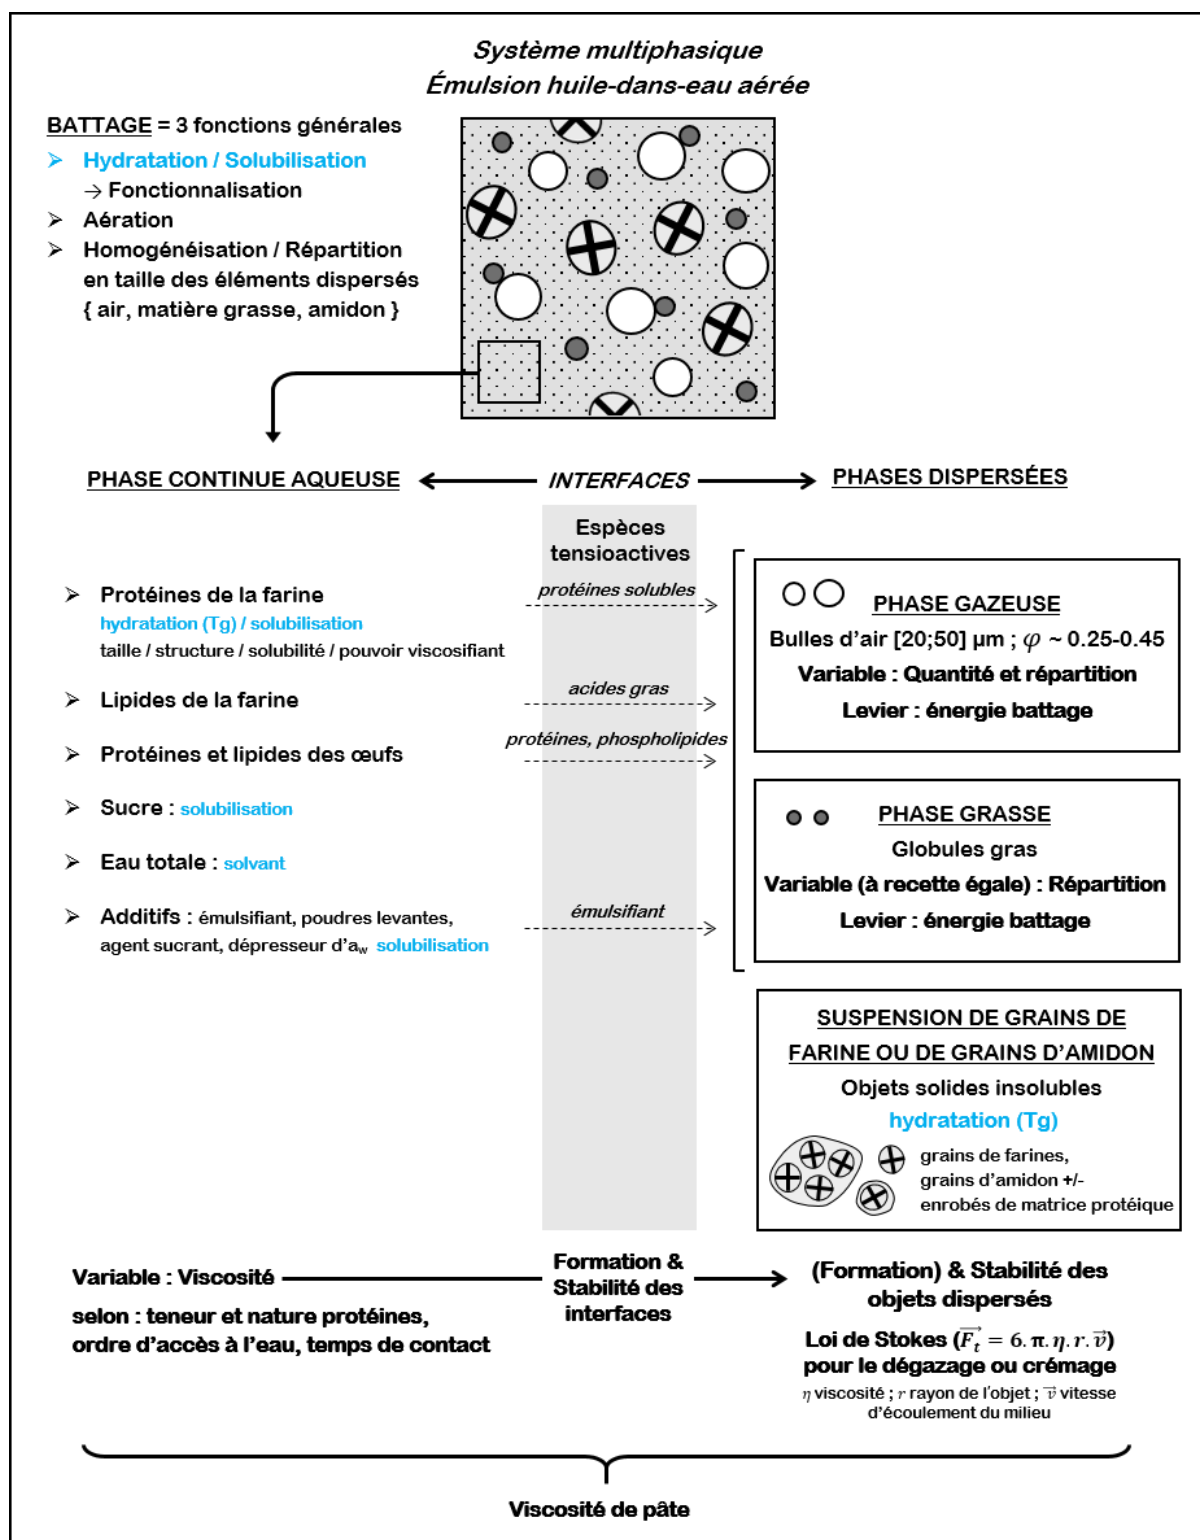 Système multiphasique
Émulsion huile-dans-eau aérée
BATTAGE = 3 fonctions générales
➢ Hydratation / Solubilisation
→ Fonctionnalisation
➢ Aération
➢ Homogénéisation / Répartition
en taille des éléments dispersés
{ air, matière grasse, amidon }
PHASE CONTINUE AQUEUSE
INTERFACES
PHASES DISPERSÉES
Espèces
tensioactives
➢ Protéines de la farine
hydratation (Tg) / solubilisation
taille / structure / solubilité / pouvoir viscosifiant
➢ Lipides de la farine
➢ Protéines et lipides des œufs
➢ Sucre : solubilisation
➢ Eau totale : solvant
➢ Additifs : émulsifiant, poudres levantes,
agent sucrant, dépresseur d'aw solubilisation
protéines solubles
acides gras
protéines, phospholipides
émulsifiant
PHASE GAZEUSE
Bulles d'air [20;50] µm ; φ ~ 0.25-0.45
Variable : Quantité et répartition
Levier : énergie battage
PHASE GRASSE
Globules gras
Variable (à recette égale) : Répartition
Levier : énergie battage
SUSPENSION DE GRAINS DE
FARINE OU DE GRAINS D'AMIDON
Objets solides insolubles
hydratation (Tg)
grains de farines,
grains d'amidon +/-
enrobés de matrice protéique
Variable : Viscosité
selon : teneur et nature protéines,
ordre d'accès à l'eau, temps de contact
Formation &
Stabilité des
interfaces
(Formation) & Stabilité des
objets dispersés
Loi de Stokes (F⃗t = 6. π. η. r. v⃗)
pour le dégazage ou crémage
η viscosité ; r rayon de l'objet ; v⃗ vitesse
d'écoulement du milieu
Viscosité de pâte